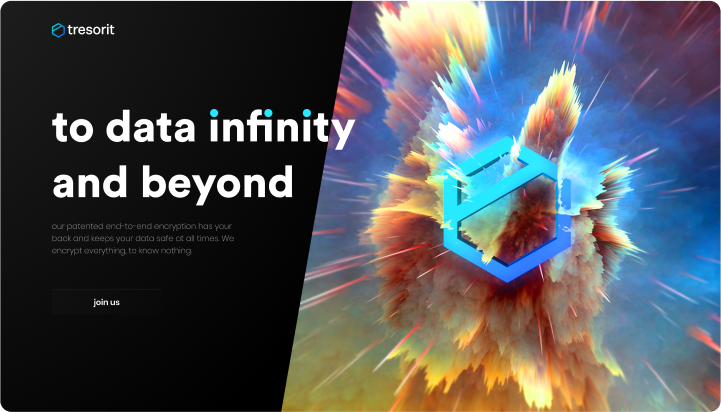 tresorit
to data infinity
and beyond
our patented end-to-end encryption has your
back and keeps your data safe at all times. We
encrypt everything, to know nothing.
join us